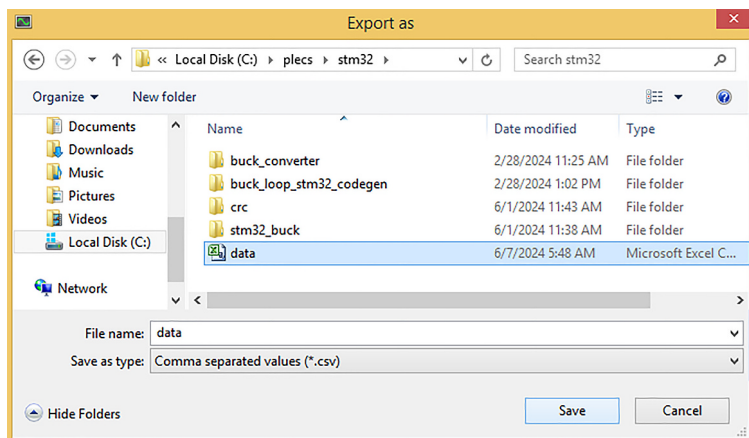 Export as
« Local Disk (C:) ▸ plecs ▸ stm32 ▸ Search stm32
Organize New folder
Documents
Downloads
Music
Pictures
Videos
Local Disk (C:)
Network
Name Date modified Type
buck_converter 2/28/2024 11:25 AM File folder
buck_loop_stm32_codegen 2/28/2024 1:02 PM File folder
crc 6/1/2024 11:43 AM File folder
stm32_buck 6/1/2024 11:38 AM File folder
data 6/7/2024 5:48 AM Microsoft Excel C...
File name: data
Save as type: Comma separated values (*.csv)
Hide Folders Save Cancel